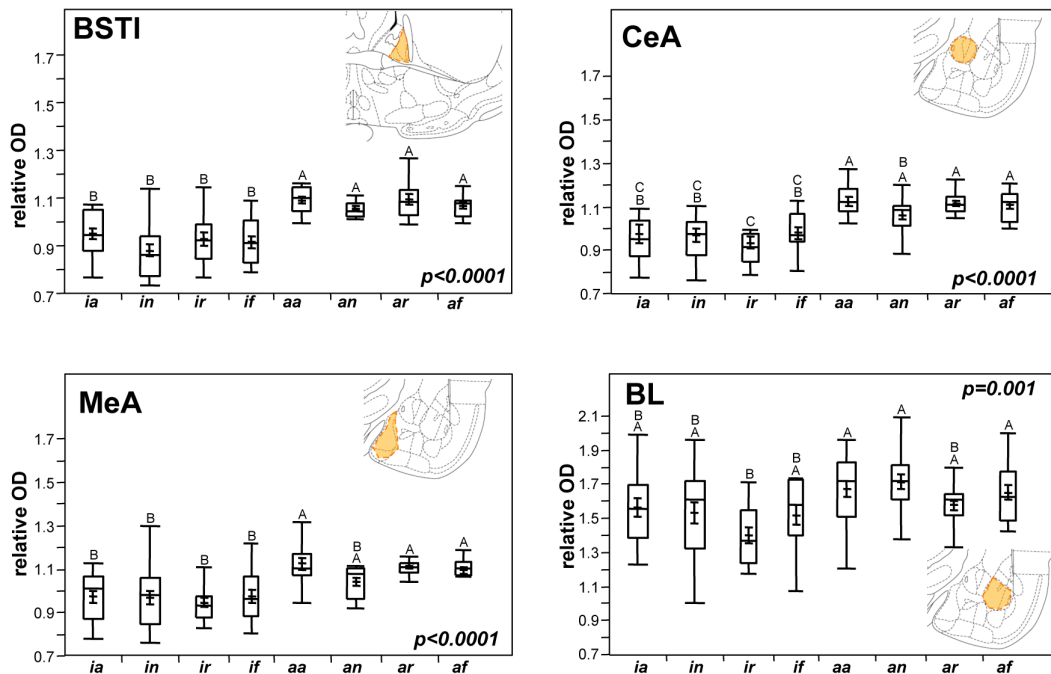 BSTI
relative OD
1.7
1.5
1.3
1.1
0.9
0.7
B
B
B
B
A
A
A
A
p<0.0001
ia in ir if aa an ar af
CeA
relative OD
1.7
1.5
1.3
1.1
0.9
0.7
C
B
C
B
C
C
B
A
B
A
A
A
p<0.0001
ia in ir if aa an ar af
MeA
relative OD
1.7
1.5
1.3
1.1
0.9
0.7
B
B
B
B
A
B
A
A
A
p<0.0001
ia in ir if aa an ar af
BL
p=0.001
relative OD
2.1
1.9
1.7
1.5
1.3
1.1
0.9
0.7
B
A
B
A
B
B
A
A
A
B
A
A
ia in ir if aa an ar af